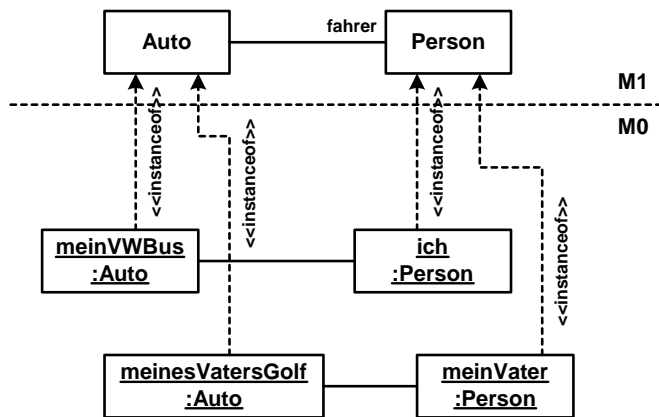 fahrer
Auto
Person
M1
M0
<<instanceof>>
<<instanceof>>
<<instanceof>>
<<instanceof>>
meinVWBus
:Auto
ich
:Person
meinesVatersGolf
:Auto
meinVater
:Person